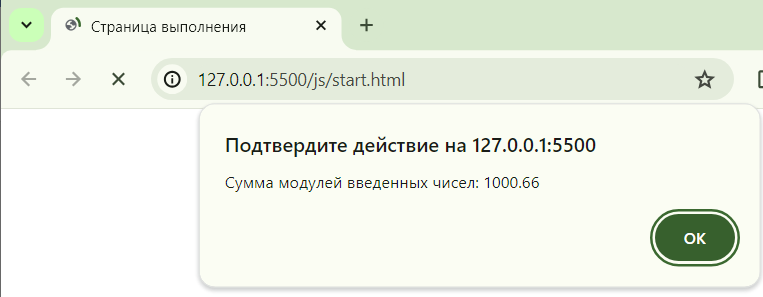 Страница выполнения
127.0.0.1:5500/js/start.html
Подтвердите действие на 127.0.0.1:5500
Сумма модулей введенных чисел: 1000.66
ОК